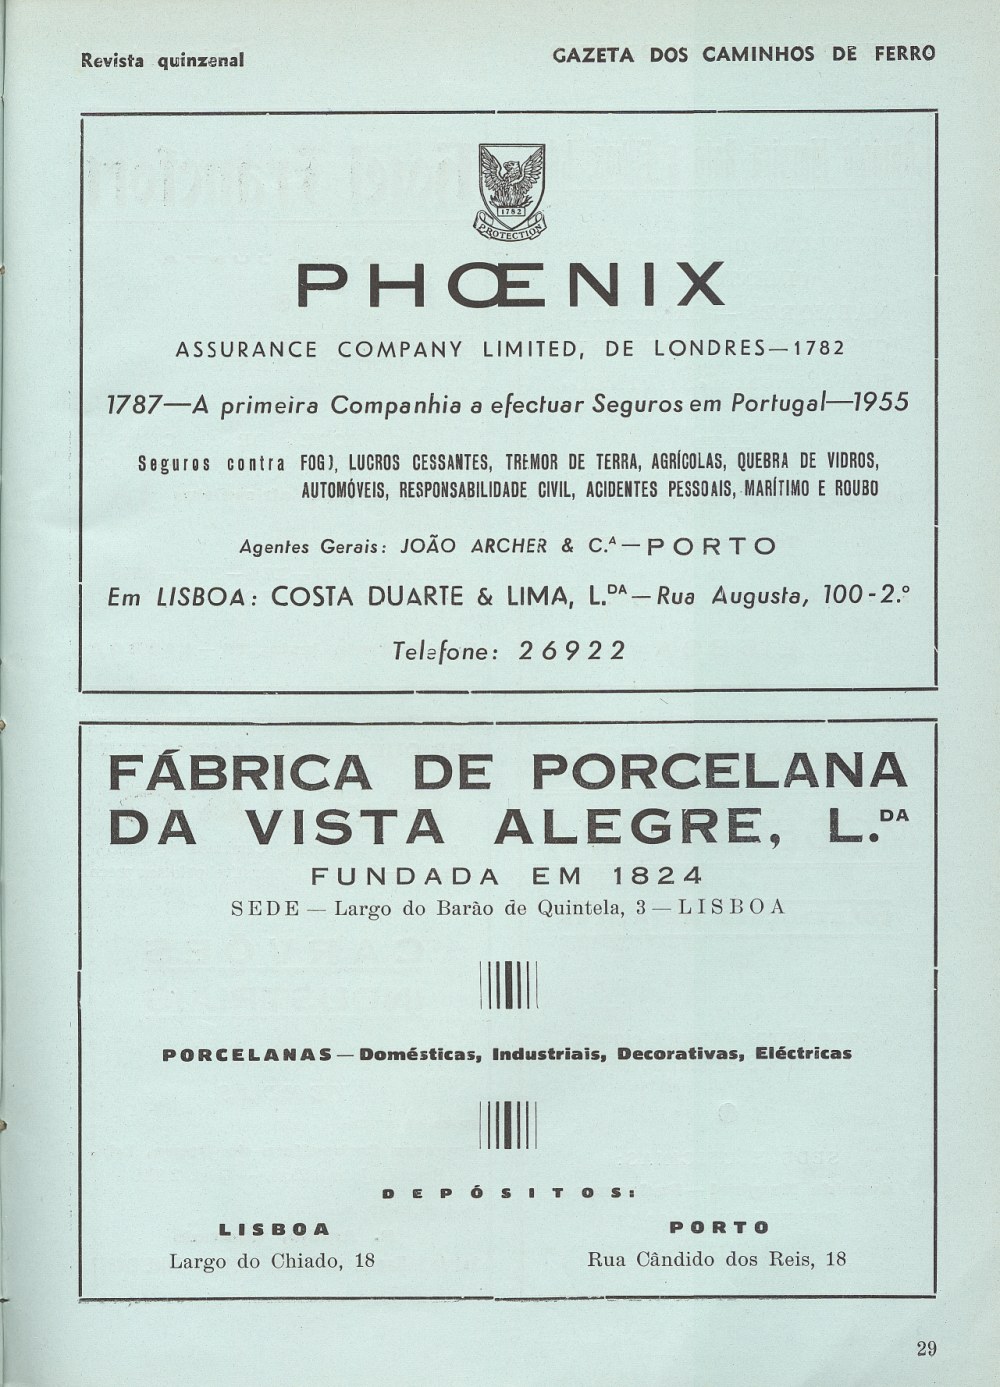 Revista quinzenal
GAZETA DOS CAMINHOS DE FERRO
1782
PROTECTION
PHŒNIX
ASSURANCE COMPANY LIMITED, DE LONDRES—1782
1787—A primeira Companhia a efectuar Seguros em Portugal—1955
Seguros contra FOGO, LUCROS CESSANTES, TREMOR DE TERRA, AGRÍCOLAS, QUEBRA DE VIDROS,
AUTOMÓVEIS, RESPONSABILIDADE CIVIL, ACIDENTES PESSOAIS, MARÍTIMO E ROUBO
Agentes Gerais: JOÃO ARCHER & C.ᴬ—PORTO
Em LISBOA: COSTA DUARTE & LIMA, L.ᴰᴬ—Rua Augusta, 100-2.º
Telefone: 26922
FÁBRICA DE PORCELANA
DA VISTA ALEGRE, L.ᴰᴬ
FUNDADA EM 1824
SEDE — Largo do Barão de Quintela, 3 — LISBOA
PORCELANAS — Domésticas, Industriais, Decorativas, Eléctricas
DEPÓSITOS:
LISBOA
Largo do Chiado, 18
PORTO
Rua Cândido dos Reis, 18
29